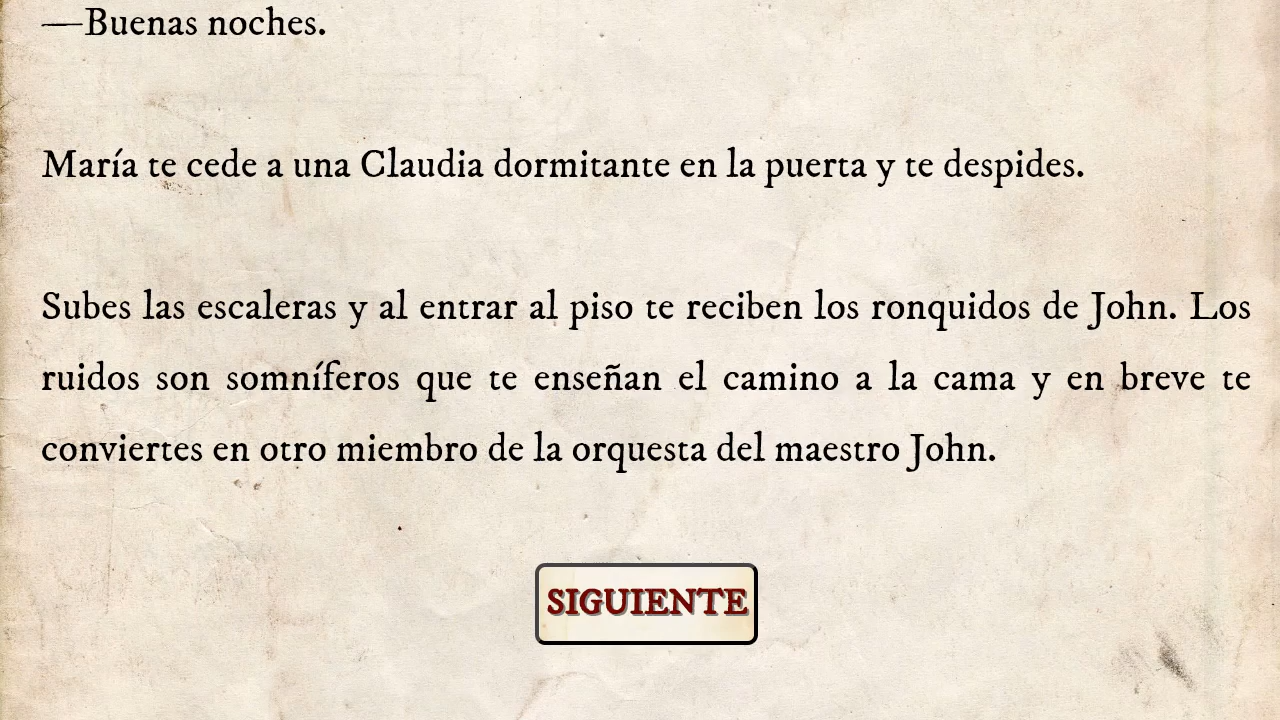 —Buenas noches.
María te cede a una Claudia dormitante en la puerta y te despides.
Subes las escaleras y al entrar al piso te reciben los ronquidos de John. Los
ruidos son somníferos que te enseñan el camino a la cama y en breve te
conviertes en otro miembro de la orquesta del maestro John.
SIGUIENTE